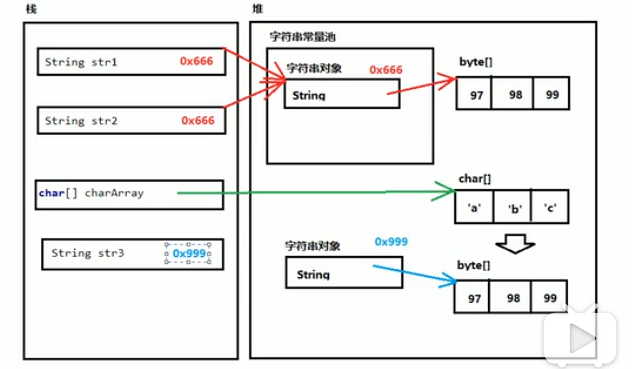 栈
堆
String str1 0x666
String str2 0x666
char[] charArray
String str3 0x999
字符串常量池
字符串对象 0x666
String
byte[]
97 98 99
char[]
'a' 'b' 'c'
字符串对象 0x999
String
byte[]
97 98 99